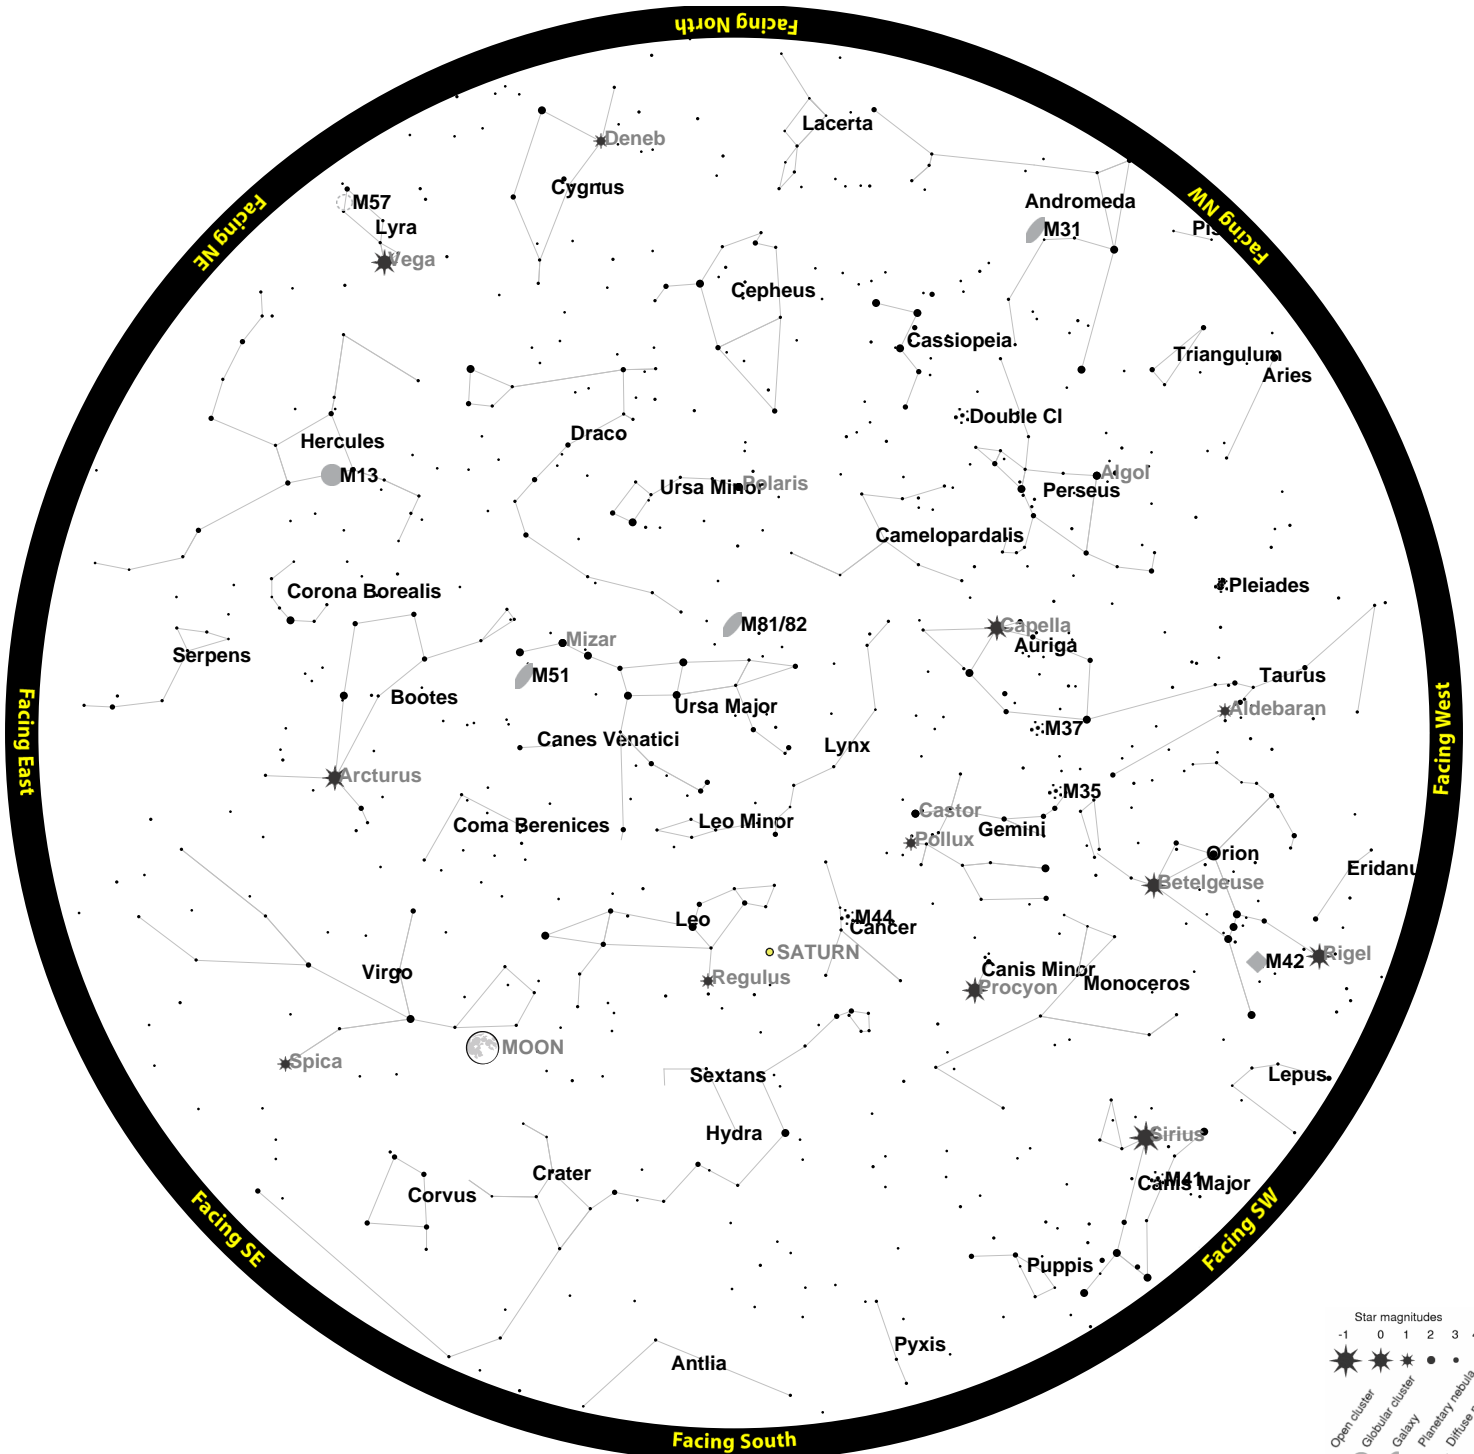 Facing North
Lacerta
Deneb
Cygnus
M57
Lyra
Vega
Facing NE
Andromeda
M31
Facing NW
Cepheus
Cassiopeia
Triangulum
Aries
Double Cl
Draco
Hercules
M13
Ursa Minor
Polaris
Algol
Perseus
Camelopardalis
Corona Borealis
Pleiades
M81/82
Capella
Auriga
Mizar
M51
Serpens
Bootes
Ursa Major
Taurus
Aldebaran
Facing East
Facing West
Canes Venatici
Lynx
M37
Arcturus
M35
Castor
Coma Berenices
Leo Minor
Gemini
Pollux
Orion
Eridanu
Betelgeuse
Leo
M44
Cancer
SATURN
Virgo
Regulus
Canis Minor
Procyon
Monoceros
M42
Rigel
MOON
Spica
Sextans
Lepus
Hydra
Sirius
Crater
Corvus
M41
Canis Major
Facing SE
Facing SW
Puppis
Pyxis
Antlia
Facing South
Star magnitudes
-1 0 1 2 3
Open cluster
Globular cluster
Galaxy
Planetary nebula
Diffuse